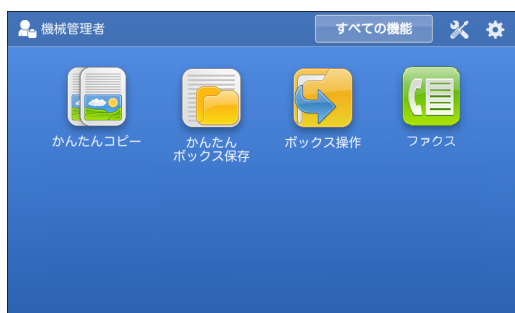 機械管理者
すべての機能
かんたんコピー
かんたん
ボックス保存
ボックス操作
ファクス